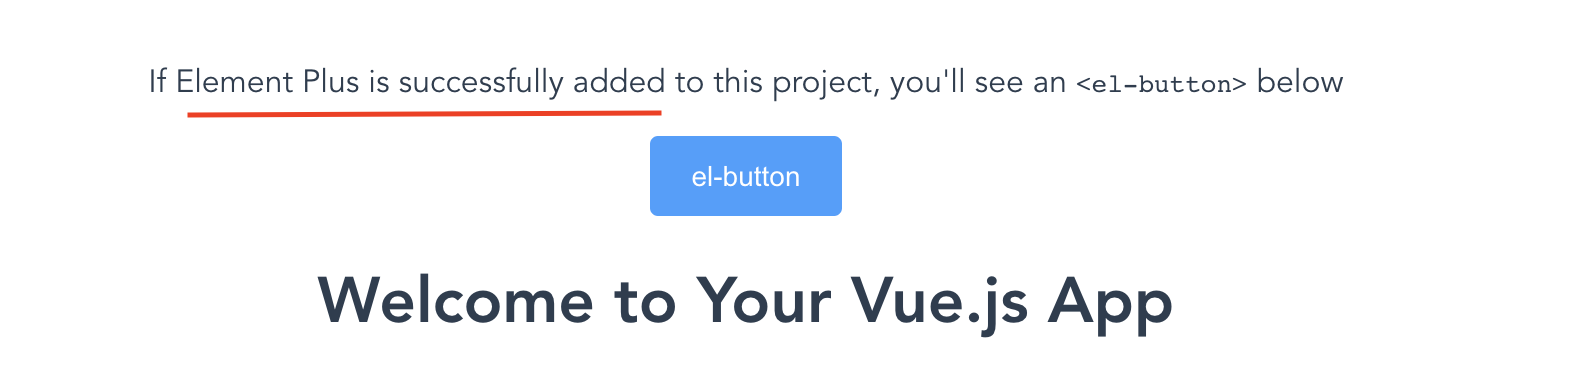 If Element Plus is successfully added to this project, you'll see an <el-button> below
el-button
Welcome to Your Vue.js App